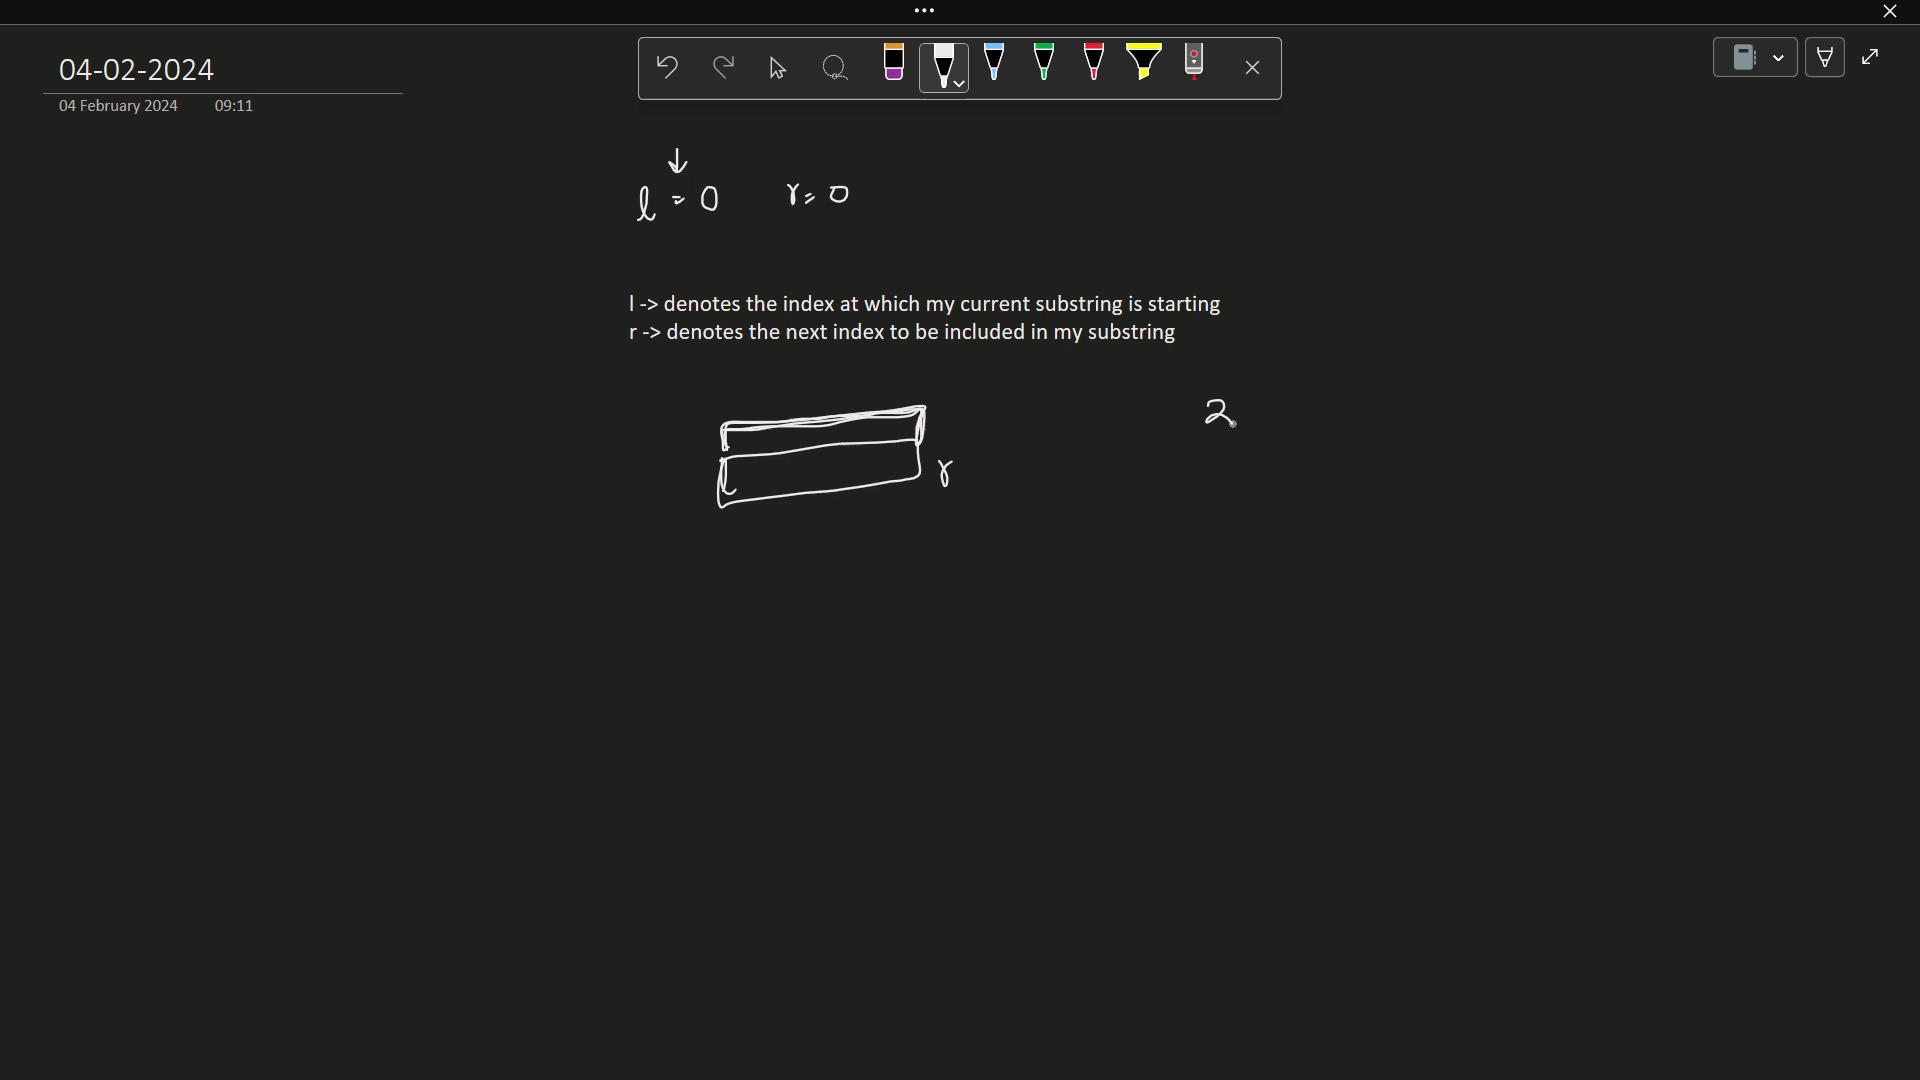 04-02-2024
04 February 2024 09:11
l = 0 r = 0
l -> denotes the index at which my current substring is starting
r -> denotes the next index to be included in my substring
2
l r